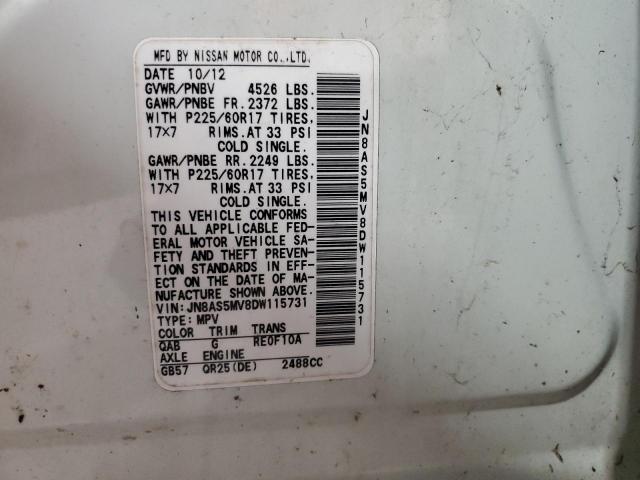 MFD BY NISSAN MOTOR CO.,LTD.
DATE 10/12
GVWR/PNBV 4526 LBS.
GAWR/PNBE FR. 2372 LBS.
WITH P225/60R17 TIRES,
17×7 RIMS.AT 33 PSI
COLD SINGLE.
GAWR/PNBE RR. 2249 LBS.
WITH P225/60R17 TIRES,
17×7 RIMS.AT 33 PSI
COLD SINGLE.
THIS VEHICLE CONFORMS
TO ALL APPLICABLE FED-
ERAL MOTOR VEHICLE SA-
FETY AND THEFT PREVEN-
TION STANDARDS IN EFF-
ECT ON THE DATE OF MA-
NUFACTURE SHOWN ABOVE.
VIN: JN8AS5MV8DW115731
TYPE: MPV
COLOR TRIM TRANS
QAB G RE0F10A
AXLE ENGINE
GB57 QR25(DE) 2488CC
JN8AS5MV8DW115731